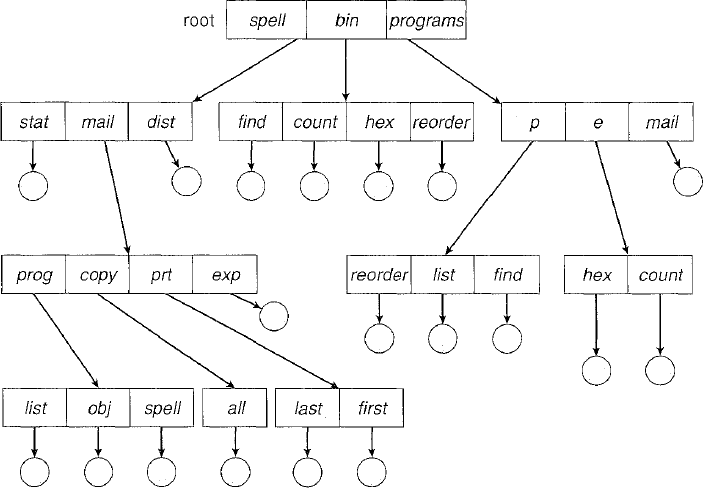 root spell bin programs
stat mail dist find count hex reorder p e mail
prog copy prt exp reorder list find hex count
list obj spell all last first